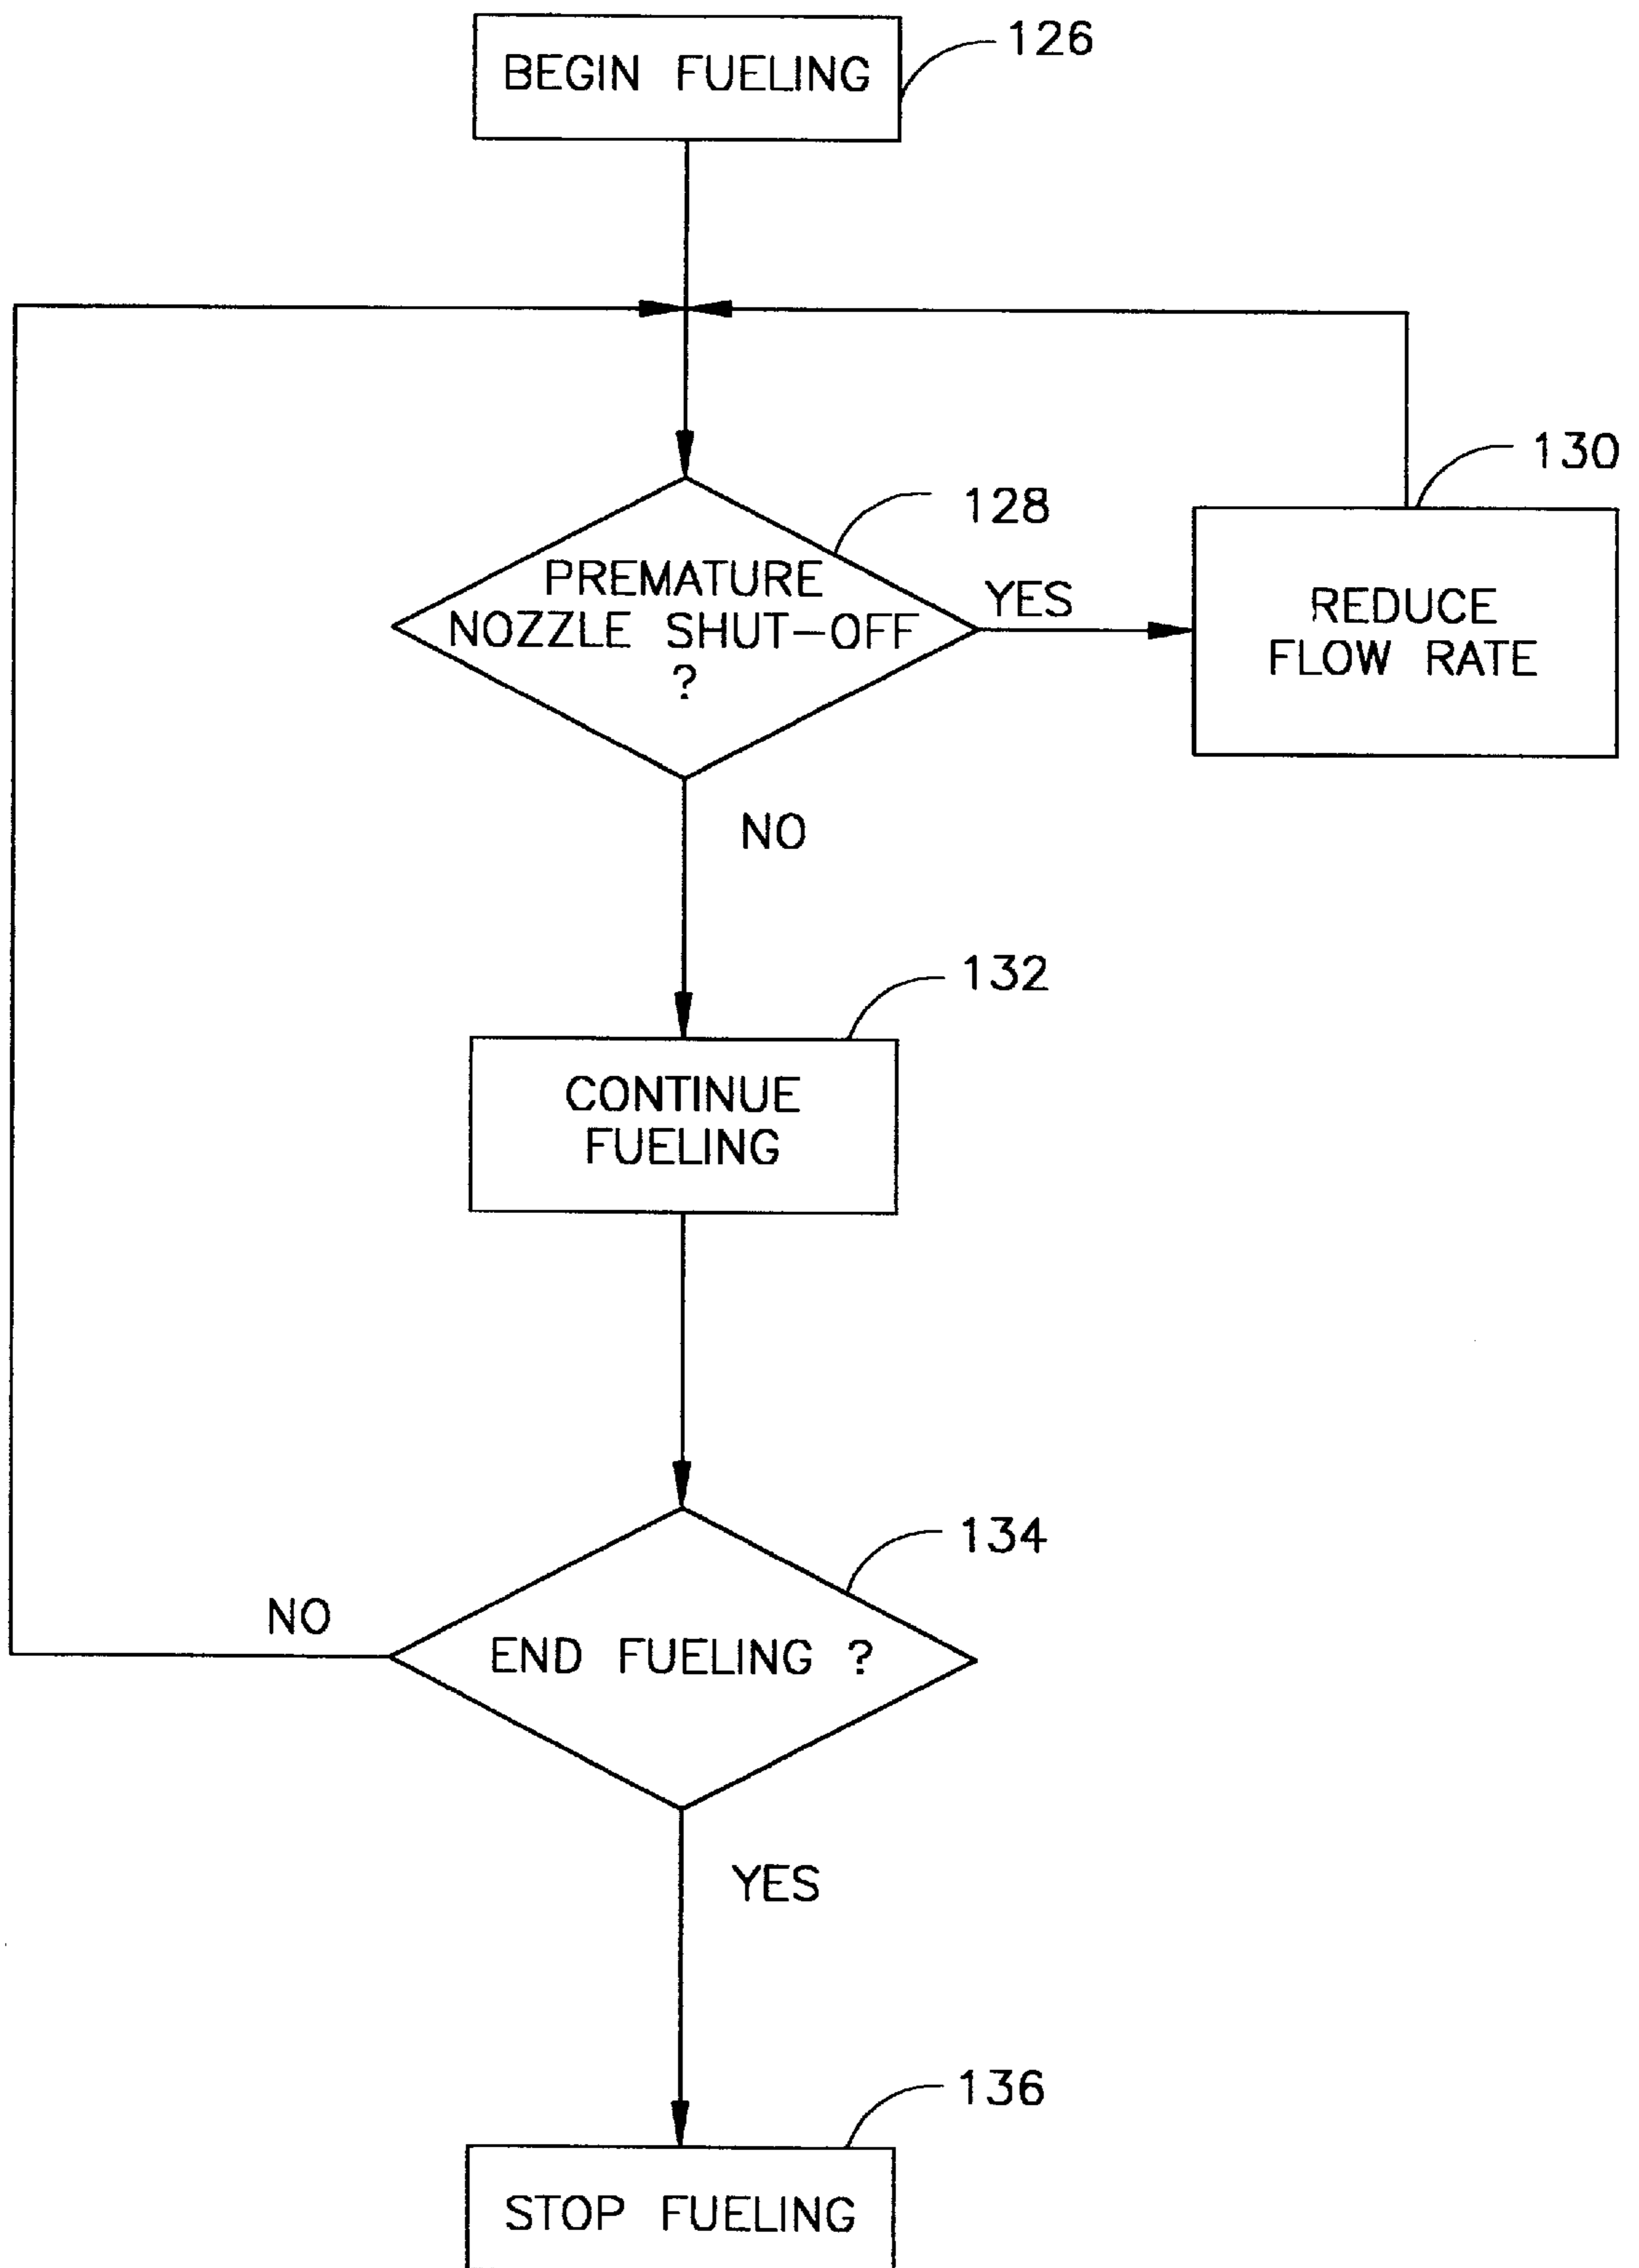 BEGIN FUELING
126
130
128
PREMATURE
NOZZLE SHUT-OFF
?
YES
REDUCE
FLOW RATE
NO
132
CONTINUE
FUELING
134
NO
END FUELING ?
YES
136
STOP FUELING